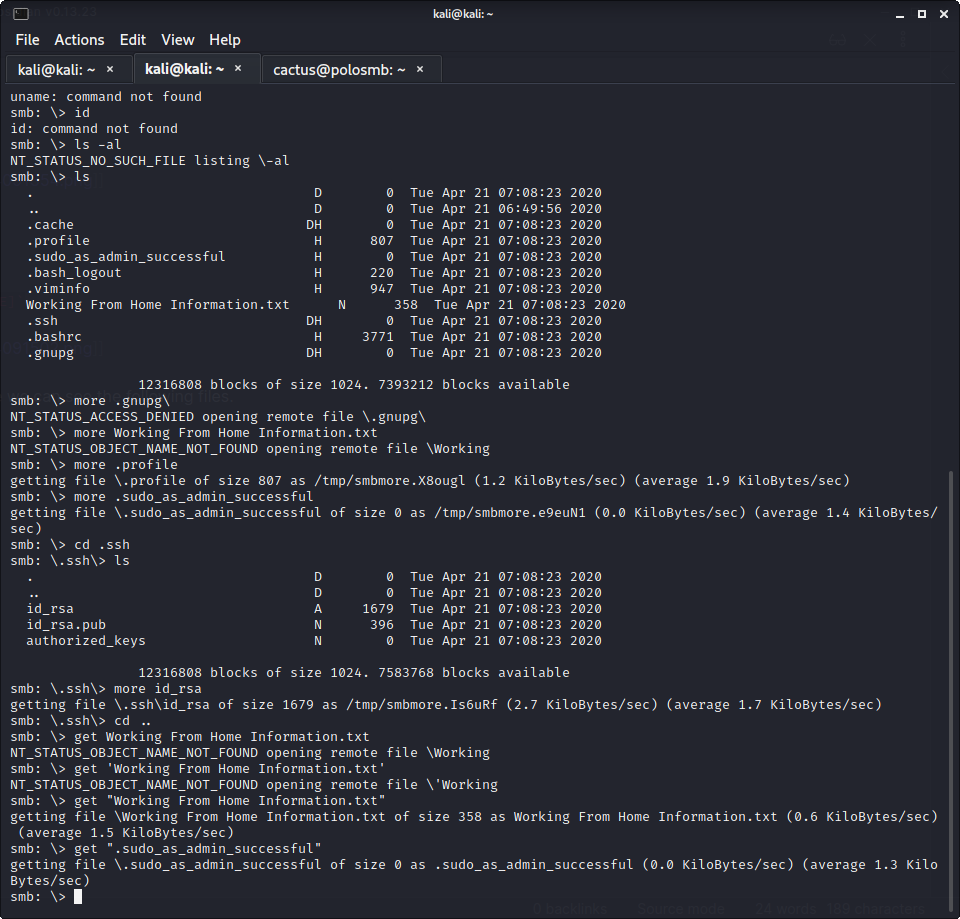 kali@kali: ~
File Actions Edit View Help
kali@kali: ~ × kali@kali: ~ × cactus@polosmb: ~ ×
uname: command not found
smb: \> id
id: command not found
smb: \> ls -al
NT_STATUS_NO_SUCH_FILE listing \-al
smb: \> ls
. D 0 Tue Apr 21 07:08:23 2020
.. D 0 Tue Apr 21 06:49:56 2020
.cache DH 0 Tue Apr 21 07:08:23 2020
.profile H 807 Tue Apr 21 07:08:23 2020
.sudo_as_admin_successful H 0 Tue Apr 21 07:08:23 2020
.bash_logout H 220 Tue Apr 21 07:08:23 2020
.viminfo H 947 Tue Apr 21 07:08:23 2020
Working From Home Information.txt N 358 Tue Apr 21 07:08:23 2020
.ssh DH 0 Tue Apr 21 07:08:23 2020
.bashrc H 3771 Tue Apr 21 07:08:23 2020
.gnupg DH 0 Tue Apr 21 07:08:23 2020
12316808 blocks of size 1024. 7393212 blocks available
smb: \> more .gnupg\
NT_STATUS_ACCESS_DENIED opening remote file \.gnupg\
smb: \> more Working From Home Information.txt
NT_STATUS_OBJECT_NAME_NOT_FOUND opening remote file \Working
smb: \> more .profile
getting file \.profile of size 807 as /tmp/smbmore.X8ougl (1.2 KiloBytes/sec) (average 1.9 KiloBytes/sec)
smb: \> more .sudo_as_admin_successful
getting file \.sudo_as_admin_successful of size 0 as /tmp/smbmore.e9euN1 (0.0 KiloBytes/sec) (average 1.4 KiloBytes/
sec)
smb: \> cd .ssh
smb: \.ssh\> ls
. D 0 Tue Apr 21 07:08:23 2020
.. D 0 Tue Apr 21 07:08:23 2020
id_rsa A 1679 Tue Apr 21 07:08:23 2020
id_rsa.pub N 396 Tue Apr 21 07:08:23 2020
authorized_keys N 0 Tue Apr 21 07:08:23 2020
12316808 blocks of size 1024. 7583768 blocks available
smb: \.ssh\> more id_rsa
getting file \.ssh\id_rsa of size 1679 as /tmp/smbmore.Is6uRf (2.7 KiloBytes/sec) (average 1.7 KiloBytes/sec)
smb: \.ssh\> cd ..
smb: \> get Working From Home Information.txt
NT_STATUS_OBJECT_NAME_NOT_FOUND opening remote file \Working
smb: \> get 'Working From Home Information.txt'
NT_STATUS_OBJECT_NAME_NOT_FOUND opening remote file \'Working
smb: \> get "Working From Home Information.txt"
getting file \Working From Home Information.txt of size 358 as Working From Home Information.txt (0.6 KiloBytes/sec)
(average 1.5 KiloBytes/sec)
smb: \> get ".sudo_as_admin_successful"
getting file \.sudo_as_admin_successful of size 0 as .sudo_as_admin_successful (0.0 KiloBytes/sec) (average 1.3 Kilo
Bytes/sec)
smb: \>
0 backlinks Source mode 24 words 189 characters